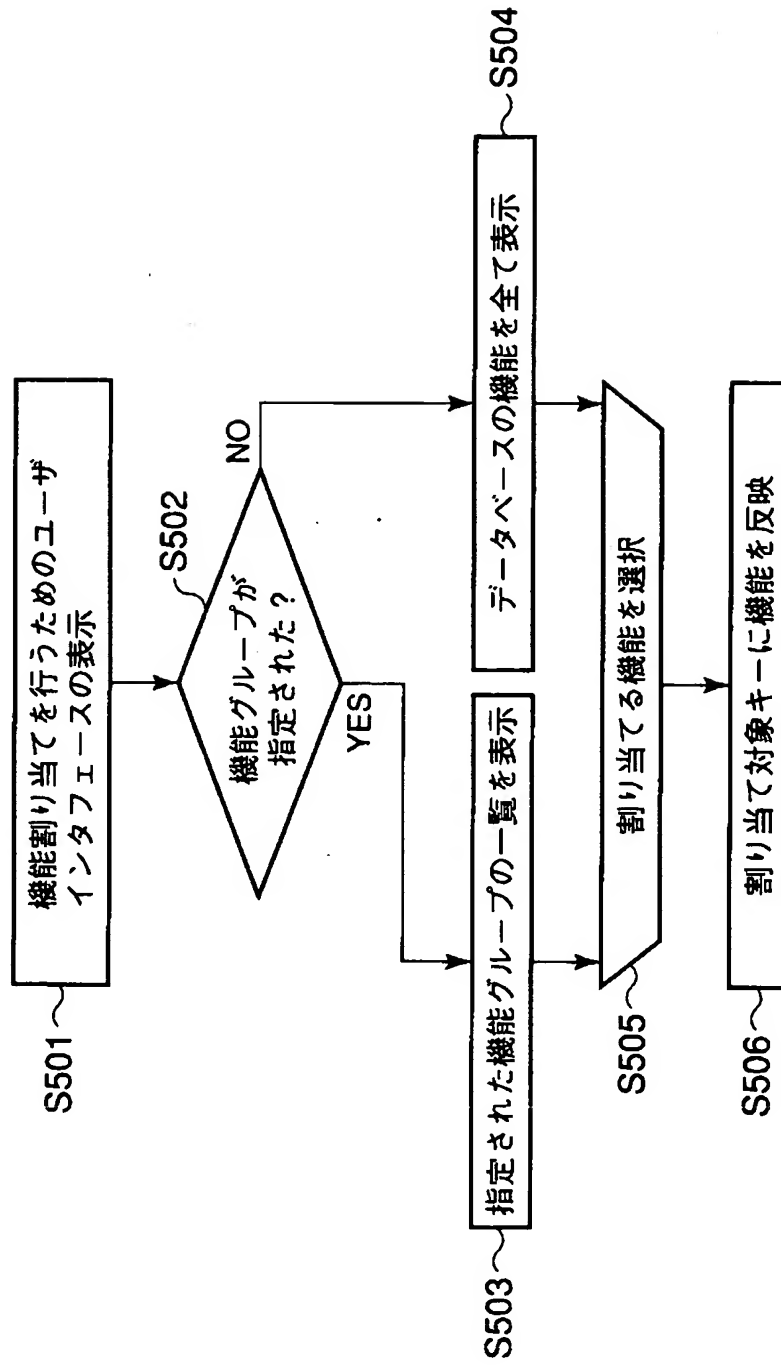 S501
機能割り当てを行うためのユーザ
インタフェースの表示
S502
機能グループが
指定された？
YES
NO
S503
指定された機能グループの一覧を表示
データベースの機能を全て表示
S504
S505
割り当てる機能を選択
S506
割り当て対象キーに機能を反映